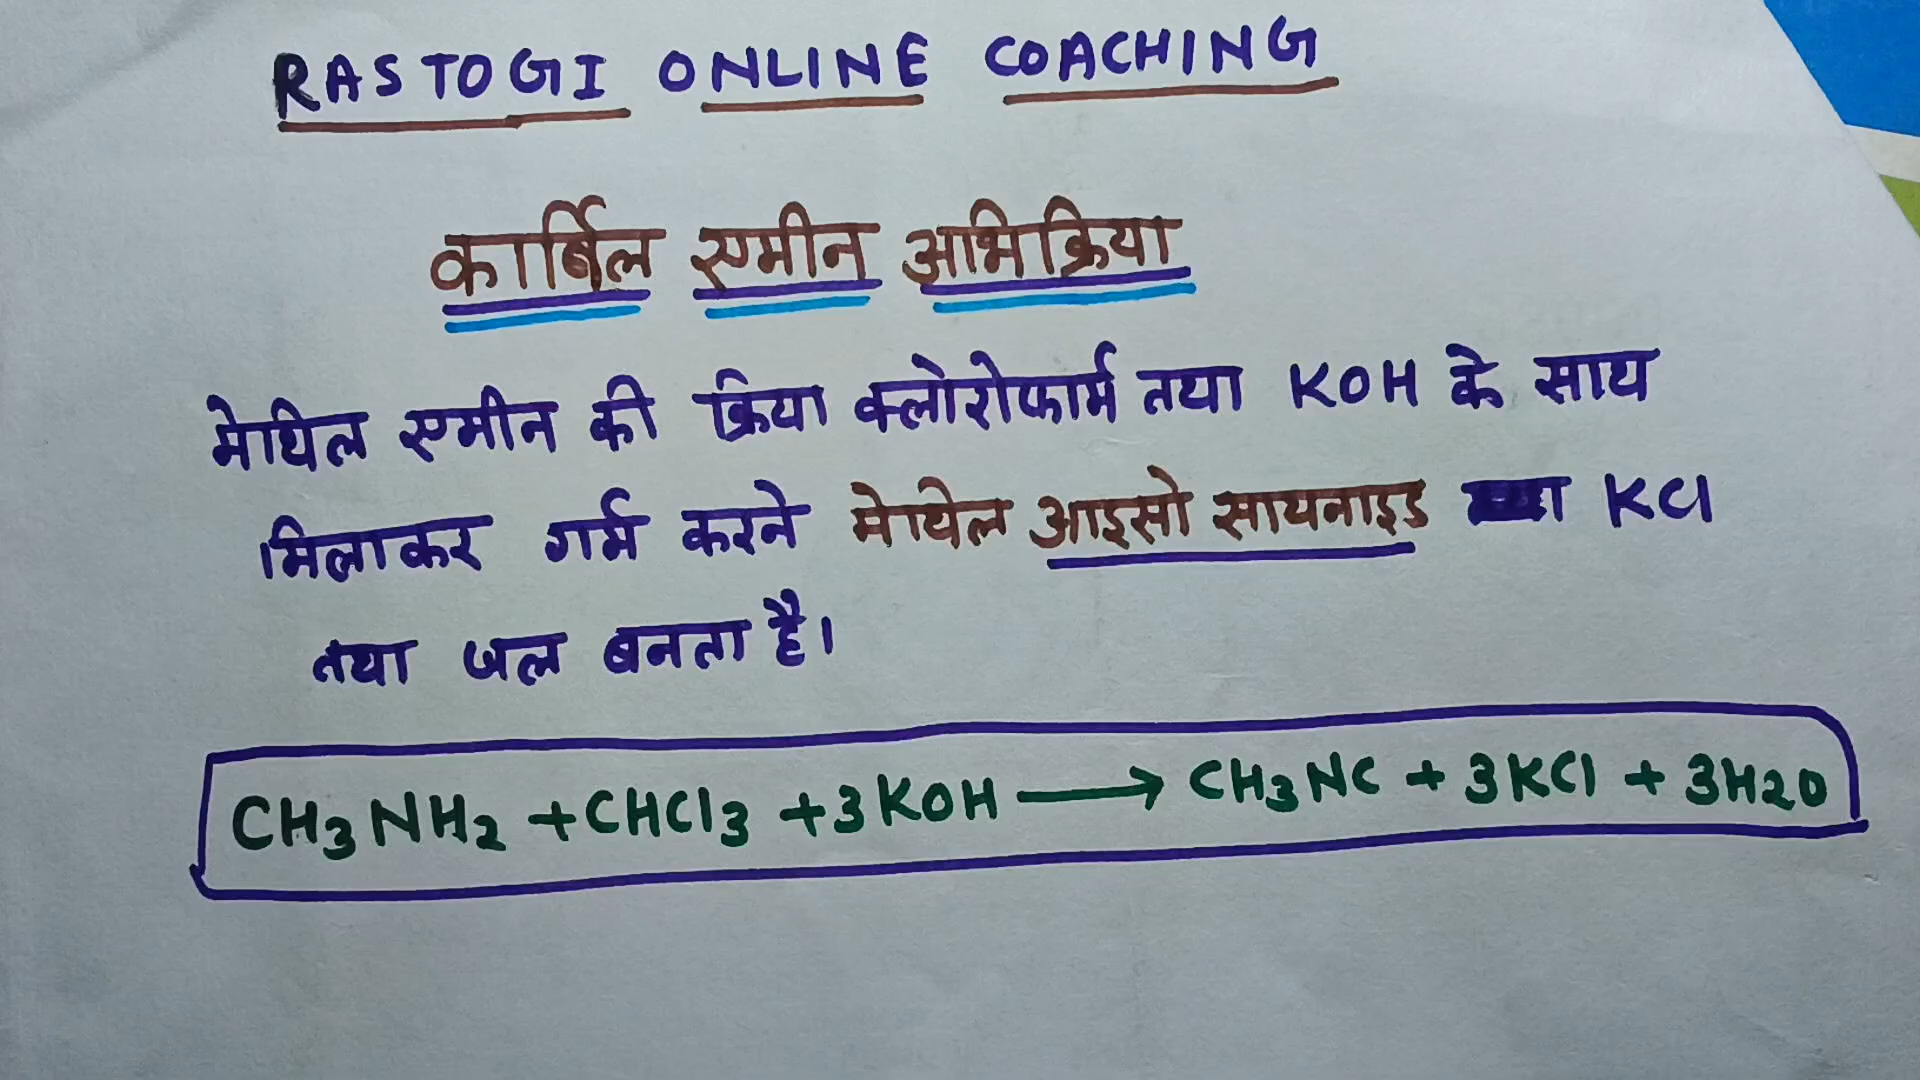 RASTOGI ONLINE COACHING
कार्बिल एमीन अभिक्रिया
मेथिल एमीन की क्रिया क्लोरोफार्म तथा KOH के साथ
मिलाकर गर्म करने मेथिल आइसो सायनाइड KCl
तथा जल बनता है।
CH3NH2 + CHCl3 + 3KOH ⟶ CH3NC + 3KCl + 3H2O